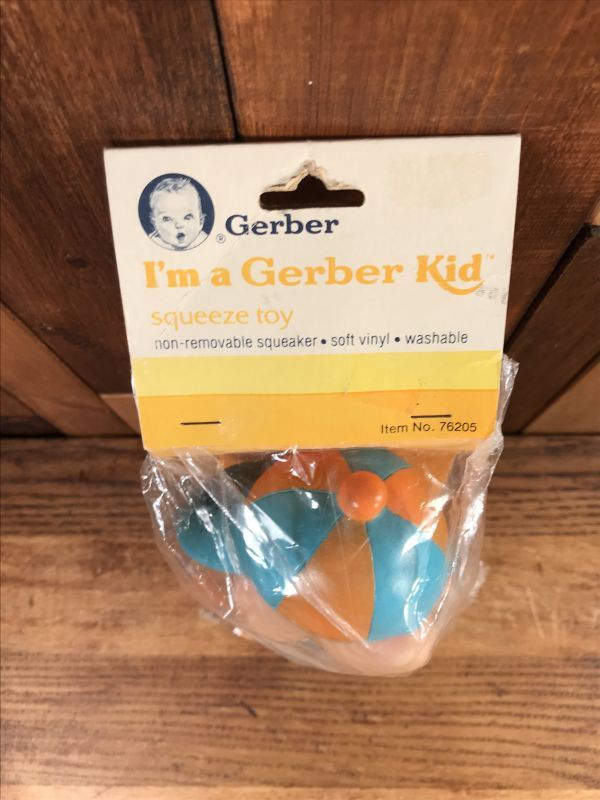 ® Gerber
I'm a Gerber Kid™
squeeze toy
non-removable squeaker • soft vinyl • washable
Item No. 76205